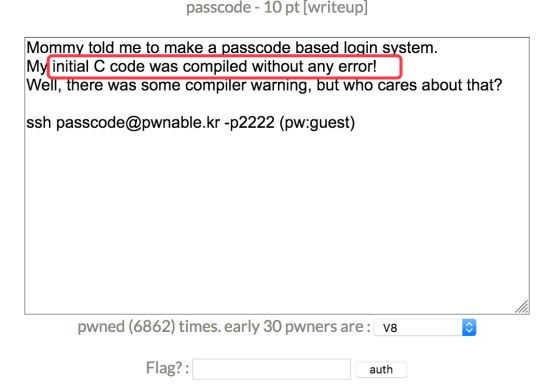 passcode - 10 pt [writeup]
Mommy told me to make a passcode based login system.
My initial C code was compiled without any error!
Well, there was some compiler warning, but who cares about that?
ssh passcode@pwnable.kr -p2222 (pw:guest)
pwned (6862) times. early 30 pwners are : V8
Flag? : auth